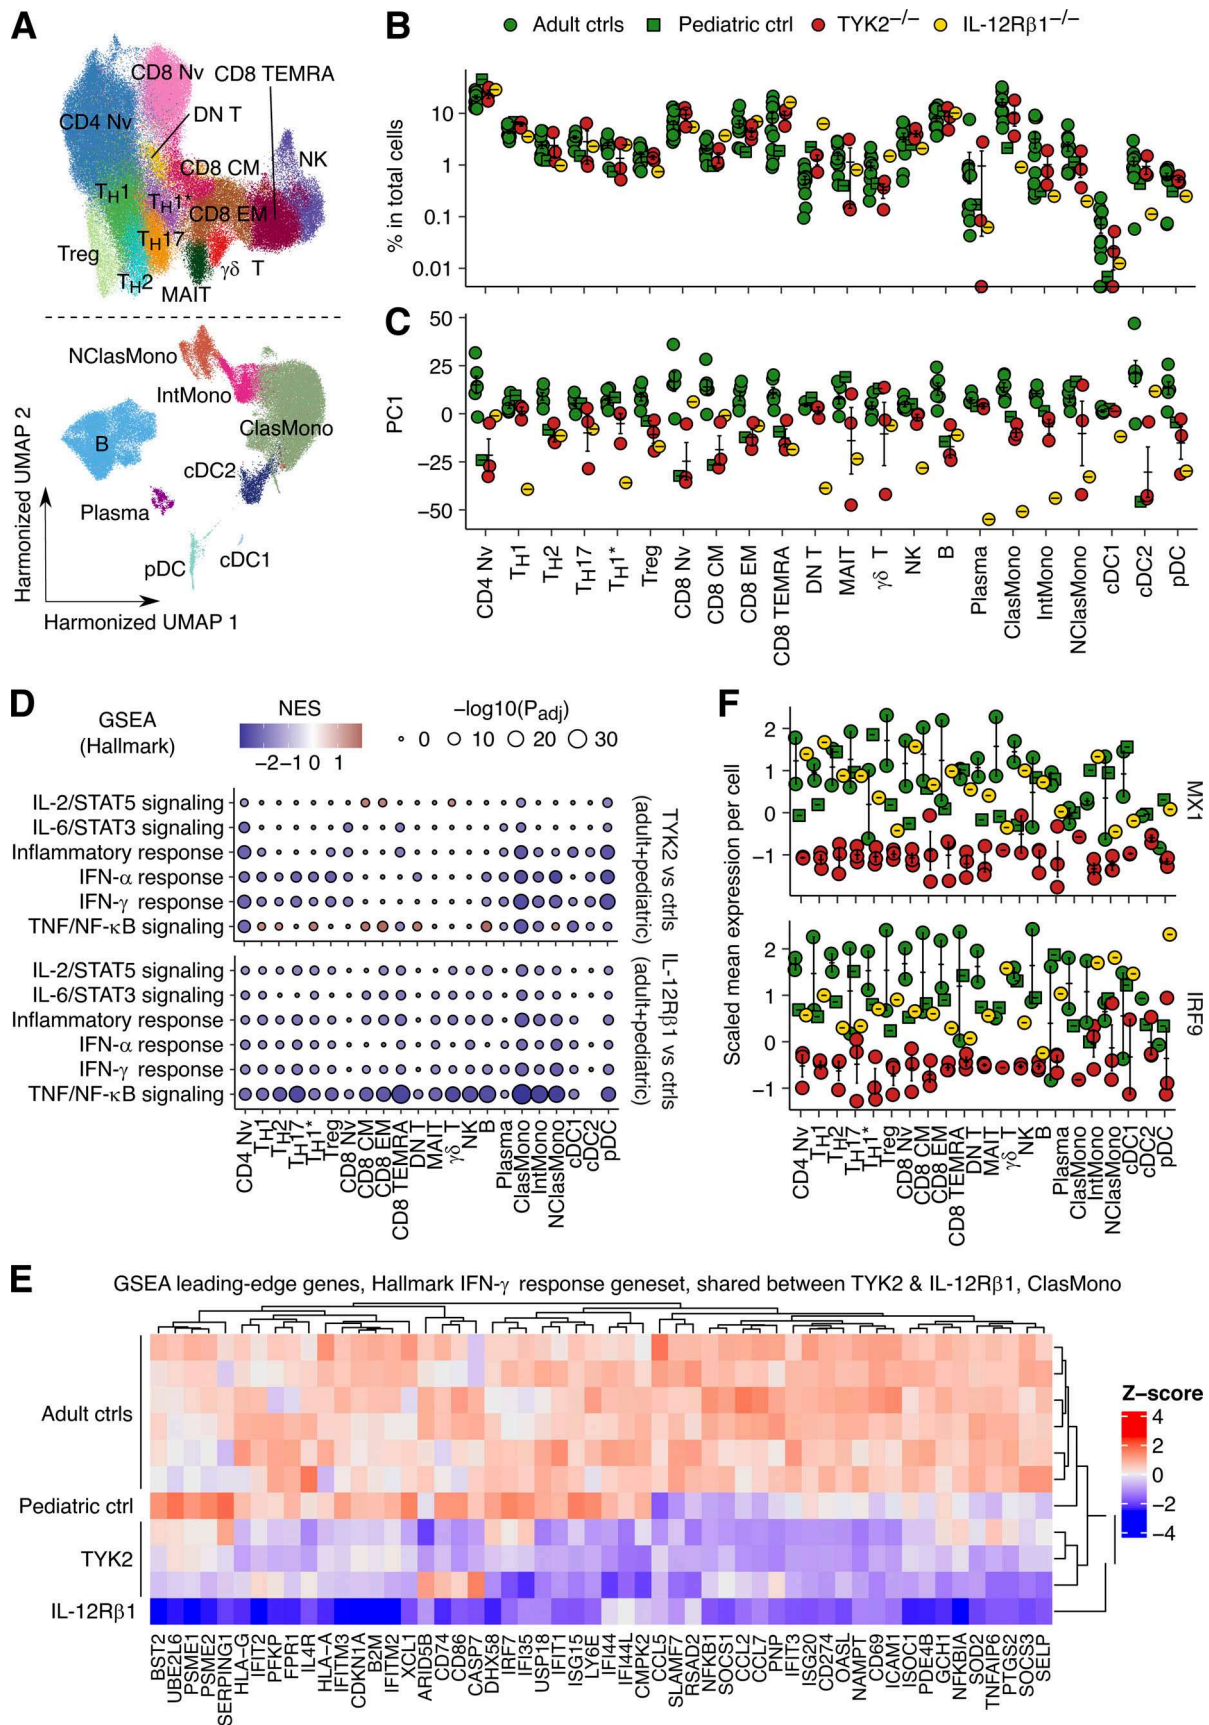 A
CD8 Nv
CD8 TEMRA
DN T
CD4 Nv
NK
CD8 CM
TH1
TH1*
CD8 EM
TH17
Treg
γδ T
TH2
MAIT
NClasMono
IntMono
ClasMono
B
cDC2
Plasma
pDC
cDC1
Harmonized UMAP 2
Harmonized UMAP 1
B
Adult ctrls
Pediatric ctrl
TYK2−/−
IL-12Rβ1−/−
% in total cells
10
1
0.1
0.01
C
PC1
50
25
0
−25
−50
CD4 Nv
TH1
TH2
TH17
TH1*
Treg
CD8 Nv
CD8 CM
CD8 EM
CD8 TEMRA
DN T
MAIT
γδ T
NK
B
Plasma
ClasMono
IntMono
NClasMono
cDC1
cDC2
pDC
D
GSEA
(Hallmark)
NES
−2−1 0 1
−log10(Padj)
0 10 20 30
IL-2/STAT5 signaling
IL-6/STAT3 signaling
Inflammatory response
IFN-α response
IFN-γ response
TNF/NF-κB signaling
TYK2 vs ctrls
(adult+pediatric)
IL-2/STAT5 signaling
IL-6/STAT3 signaling
Inflammatory response
IFN-α response
IFN-γ response
TNF/NF-κB signaling
IL-12Rβ1 vs ctrls
(adult+pediatric)
CD4 Nv
TH1
TH2
TH17
TH1*
Treg
CD8 Nv
CD8 CM
CD8 EM
CD8 TEMRA
DN T
MAIT
γδ T
NK
B
Plasma
ClasMono
IntMono
NClasMono
cDC1
cDC2
pDC
F
Scaled mean expression per cell
2
1
0
−1
MX1
2
1
0
−1
IRF9
CD4 Nv
TH1
TH2
TH17
TH1*
Treg
CD8 Nv
CD8 CM
CD8 EM
CD8 TEMRA
DN T
MAIT
γδ T
NK
B
Plasma
ClasMono
IntMono
NClasMono
cDC1
cDC2
pDC
E
GSEA leading-edge genes, Hallmark IFN-γ response geneset, shared between TYK2 & IL-12Rβ1, ClasMono
Adult ctrls
Pediatric ctrl
TYK2
IL-12Rβ1
Z-score
4
2
0
−2
−4
BST2
UBE2L6
PSME1
PSME2
SERPING1
HLA-G
IFIT2
PFKP
FPR1
IL4R
HLA-A
IFITM3
CDKN1A
B2M
IFITM2
XCL1
ARID5B
CD74
CD86
CASP7
DHX58
IRF7
IFI35
USP18
IFIT1
ISG15
LY6E
IFI44
IFI44L
CMPK2
CCL5
SLAMF7
RSAD2
NFKB1
SOCS1
CCL2
CCL7
PNP
IFIT3
ISG20
CD274
OASL
NAMPT
CD69
ICAM1
ISOC1
PDE4B
GCH1
NFKBIA
SOD2
TNFAIP6
PTGS2
SOCS3
SELP